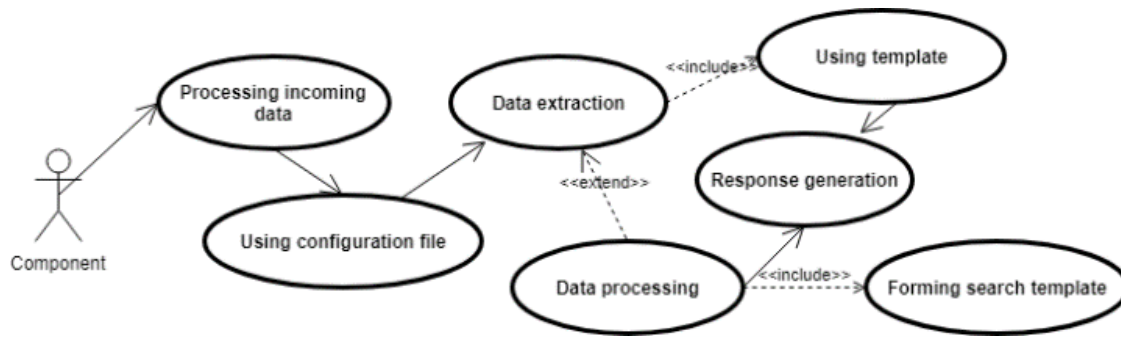 Using template
<<include>>
Processing incoming
data
Data extraction
Response generation
<<extend>>
Using configuration file
Component
Data processing
<<include>>
Forming search template